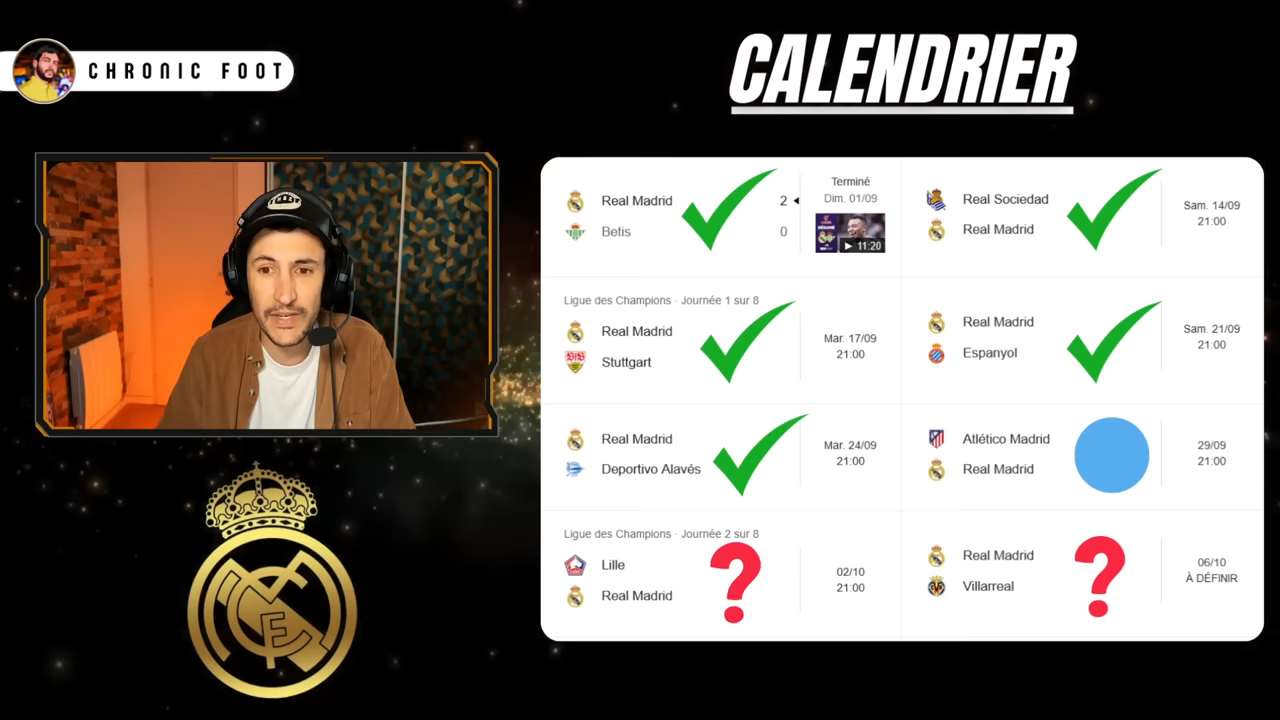 CHRONIC FOOT
CALENDRIER
Real Madrid
2
Betis
0
Terminé
Dim. 01/09
11:20
Real Sociedad
Real Madrid
Sam. 14/09
21:00
Ligue des Champions · Journée 1 sur 8
Real Madrid
Stuttgart
Mar. 17/09
21:00
Real Madrid
Espanyol
Sam. 21/09
21:00
Real Madrid
Deportivo Alavés
Mar. 24/09
21:00
Atlético Madrid
Real Madrid
29/09
21:00
Ligue des Champions · Journée 2 sur 8
Lille
Real Madrid
?
02/10
21:00
Real Madrid
Villarreal
?
06/10
À DÉFINIR